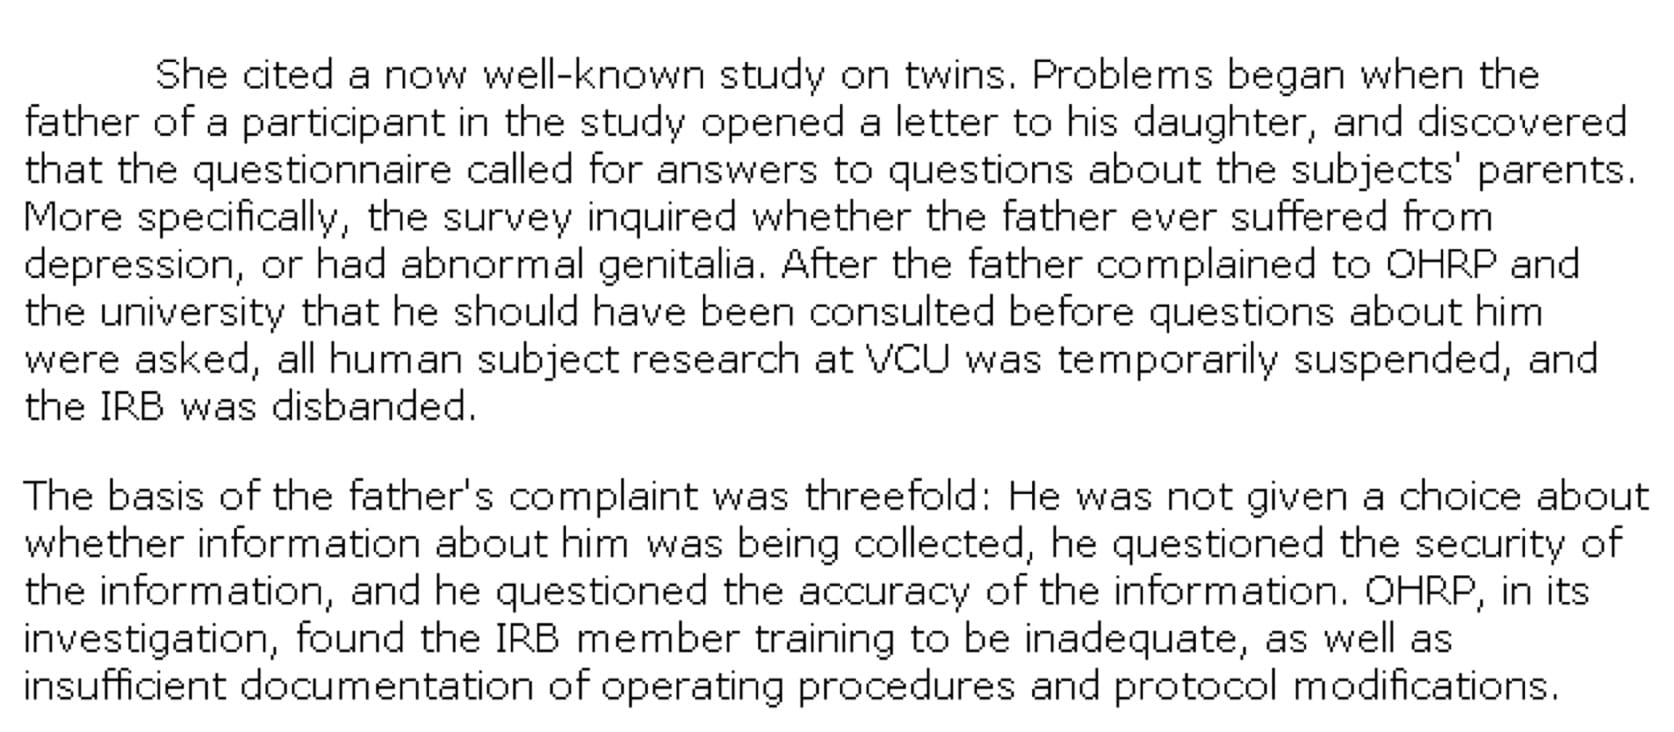 She cited a now well-known study on twins. Problems began when the
father of a participant in the study opened a letter to his daughter, and discovered
that the questionnaire called for answers to questions about the subjects' parents.
More specifically, the survey inquired whether the father ever suffered from
depression, or had abnormal genitalia. After the father complained to OHRP and
the university that he should have been consulted before questions about him
were asked, all human subject research at VCU was temporarily suspended, and
the IRB was disbanded.
The basis of the father's complaint was threefold: He was not given a choice about
whether information about him was being collected, he questioned the security of
the information, and he questioned the accuracy of the information. OHRP, in its
investigation, found the IRB member training to be inadequate, as well as
insufficient documentation of operating procedures and protocol modifications.